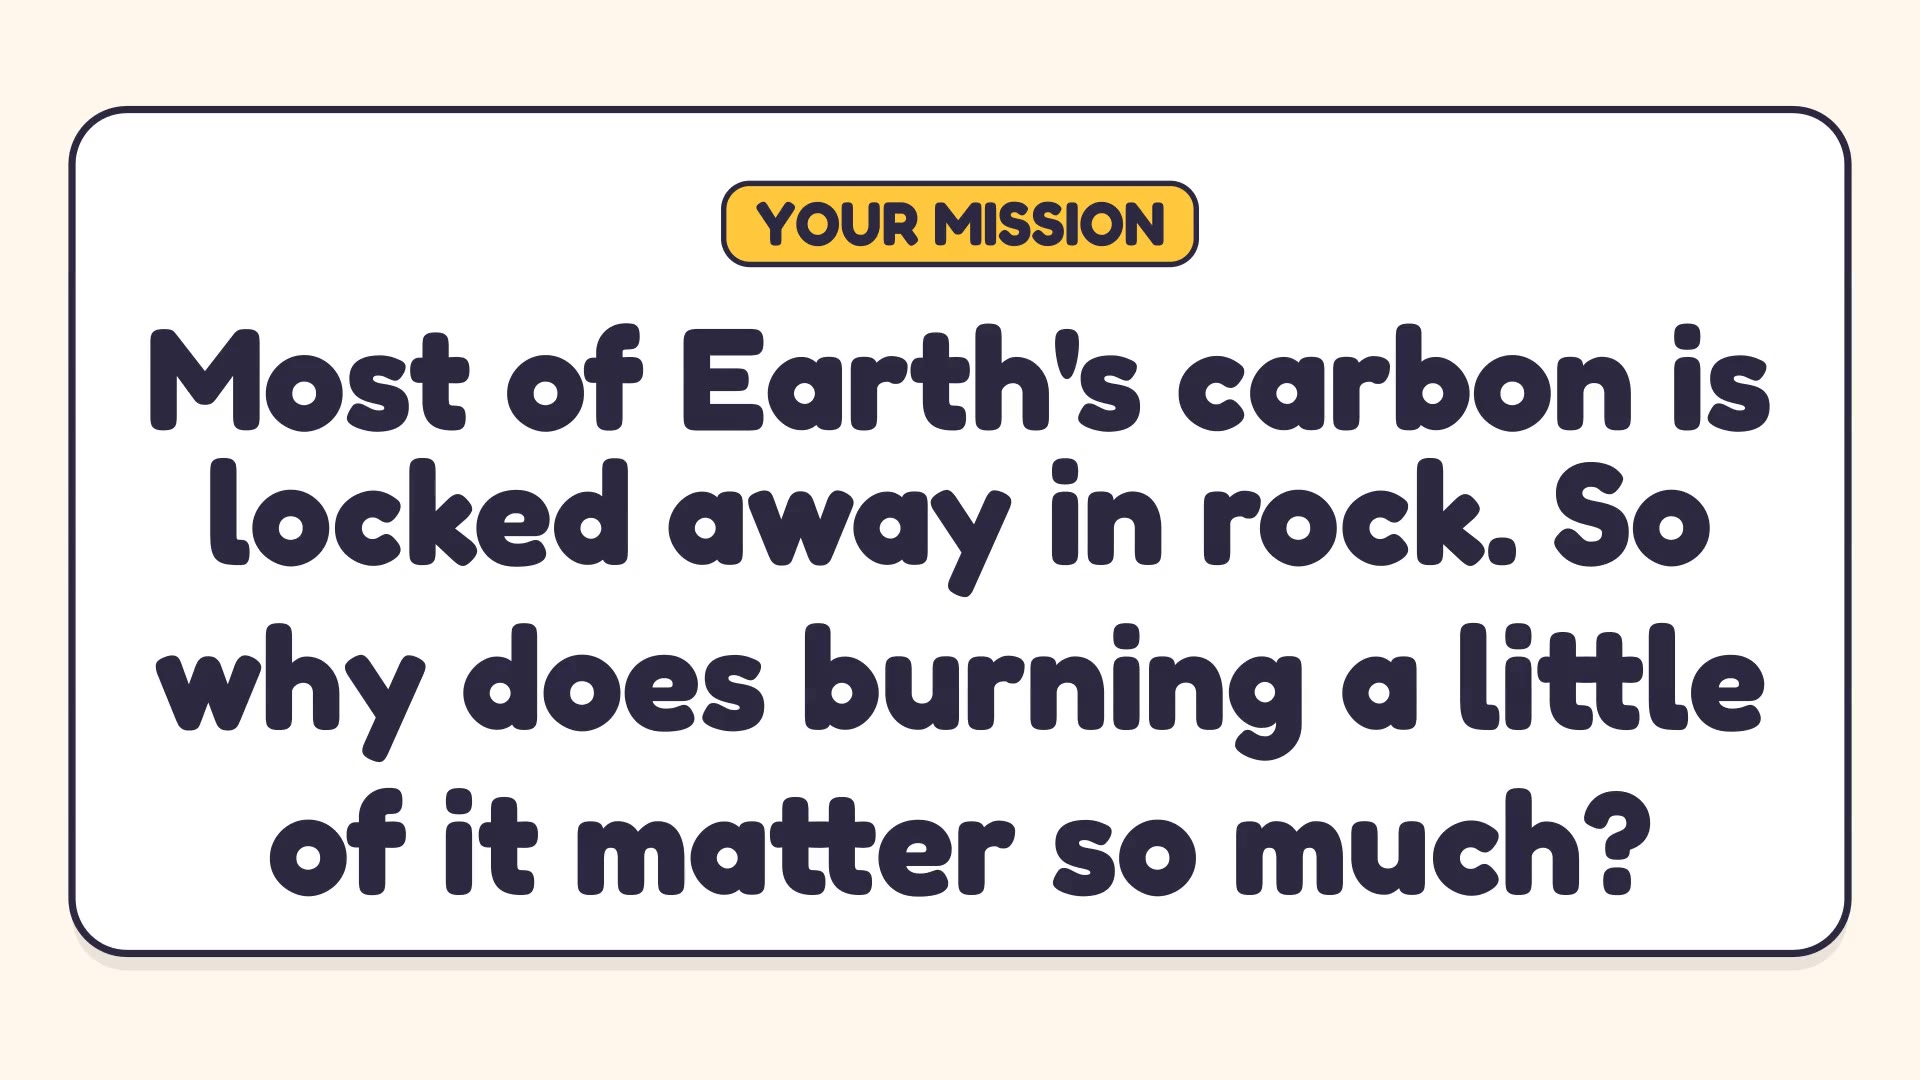 YOUR MISSION
Most of Earth's carbon is
locked away in rock. So
why does burning a little
of it matter so much?